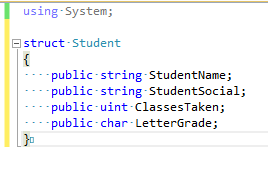 using System;
struct Student
{
    public string StudentName;
    public string StudentSocial;
    public uint ClassesTaken;
    public char LetterGrade;
}